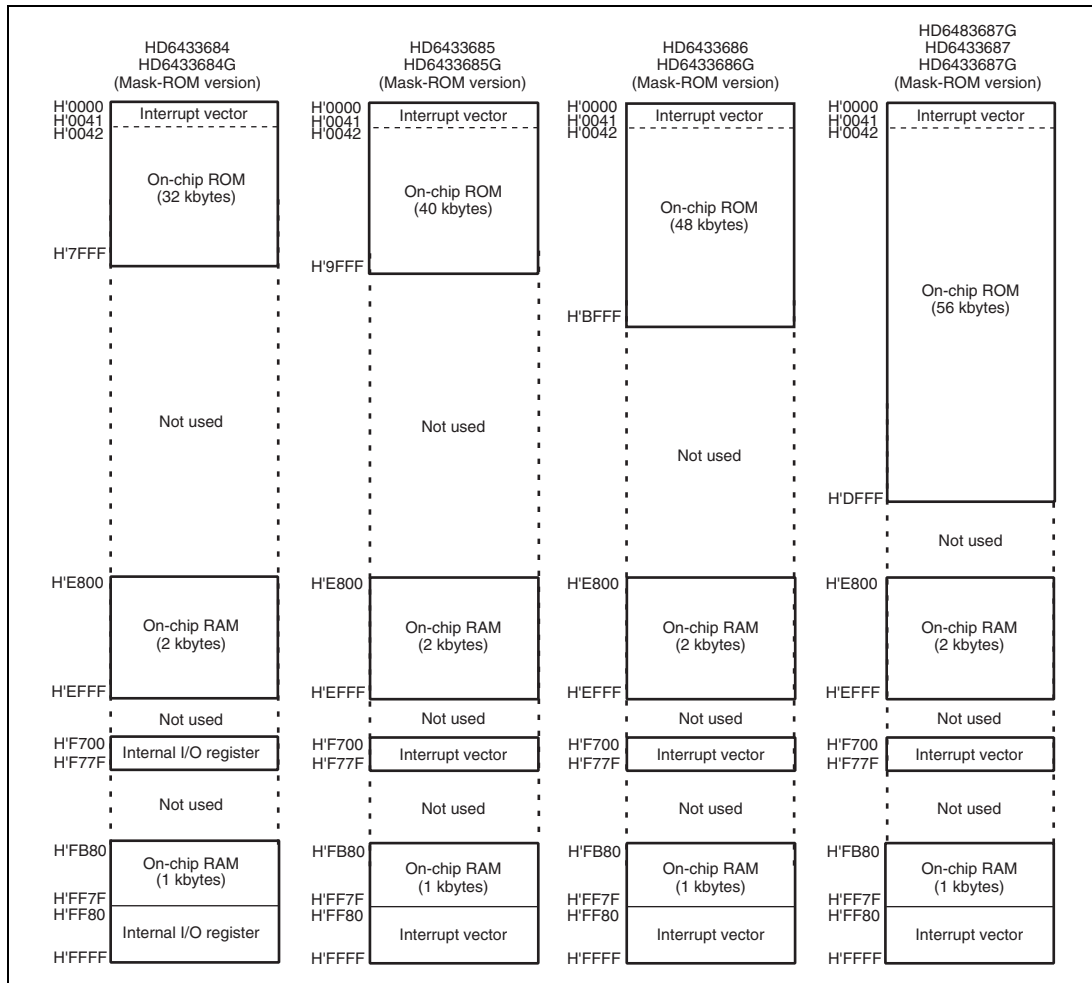 HD6433684
HD6433684G
(Mask-ROM version)
H'0000
H'0041
H'0042
Interrupt vector
On-chip ROM
(32 kbytes)
H'7FFF
Not used
H'E800
On-chip RAM
(2 kbytes)
H'EFFF
Not used
H'F700
H'F77F
Internal I/O register
Not used
H'FB80
On-chip RAM
(1 kbytes)
H'FF7F
H'FF80
Internal I/O register
H'FFFF
HD6433685
HD6433685G
(Mask-ROM version)
H'0000
H'0041
H'0042
Interrupt vector
On-chip ROM
(40 kbytes)
H'9FFF
Not used
H'E800
On-chip RAM
(2 kbytes)
H'EFFF
Not used
H'F700
H'F77F
Interrupt vector
Not used
H'FB80
On-chip RAM
(1 kbytes)
H'FF7F
H'FF80
Interrupt vector
H'FFFF
HD6433686
HD6433686G
(Mask-ROM version)
H'0000
H'0041
H'0042
Interrupt vector
On-chip ROM
(48 kbytes)
H'BFFF
Not used
H'E800
On-chip RAM
(2 kbytes)
H'EFFF
Not used
H'F700
H'F77F
Interrupt vector
Not used
H'FB80
On-chip RAM
(1 kbytes)
H'FF7F
H'FF80
Interrupt vector
H'FFFF
HD6483687G
HD6433687
HD6433687G
(Mask-ROM version)
H'0000
H'0041
H'0042
Interrupt vector
On-chip ROM
(56 kbytes)
H'DFFF
Not used
H'E800
On-chip RAM
(2 kbytes)
H'EFFF
Not used
H'F700
H'F77F
Interrupt vector
Not used
H'FB80
On-chip RAM
(1 kbytes)
H'FF7F
H'FF80
Interrupt vector
H'FFFF